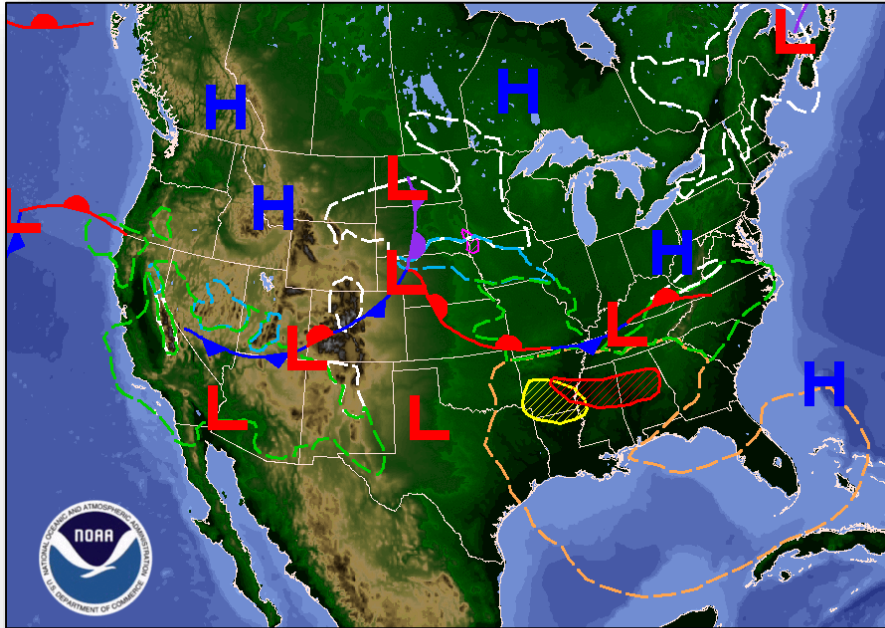 L
H
H
L
H
L
L
H
L
L
H
L
L
NOAA
NATIONAL OCEANIC AND ATMOSPHERIC ADMINISTRATION
U.S. DEPARTMENT OF COMMERCE